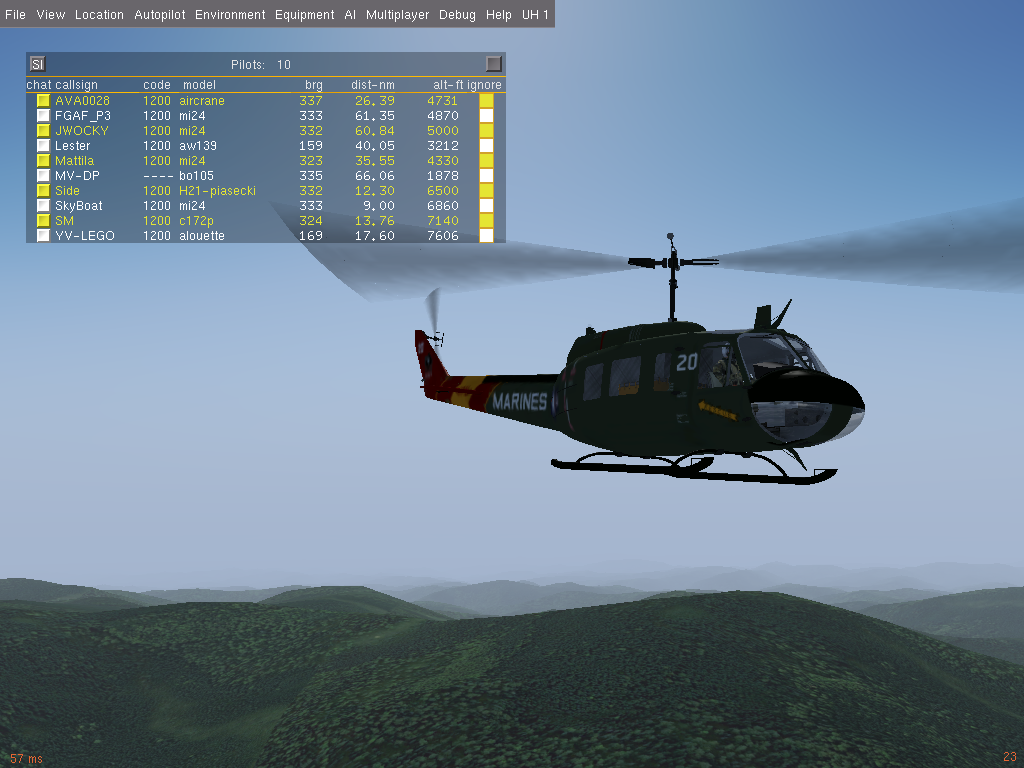 File View Location Autopilot Environment Equipment AI Multiplayer Debug Help UH 1
SI Pilots: 10
chat callsign code model brg dist-nm alt-ft ignore
AVA0028 1200 aircrane 337 26.39 4731
FGAF_P3 1200 mi24 333 61.35 4870
JWOCKY 1200 mi24 332 60.84 5000
Lester 1200 aw139 159 40.05 3212
Mattila 1200 mi24 323 35.55 4330
MV-DP ---- bo105 335 66.06 1878
Side 1200 H21-piasecki 332 12.30 6500
SkyBoat 1200 mi24 333 9.00 6860
SM 1200 c172p 324 13.76 7140
YV-LEGO 1200 alouette 169 17.60 7606
20
MARINES
57 ms
23